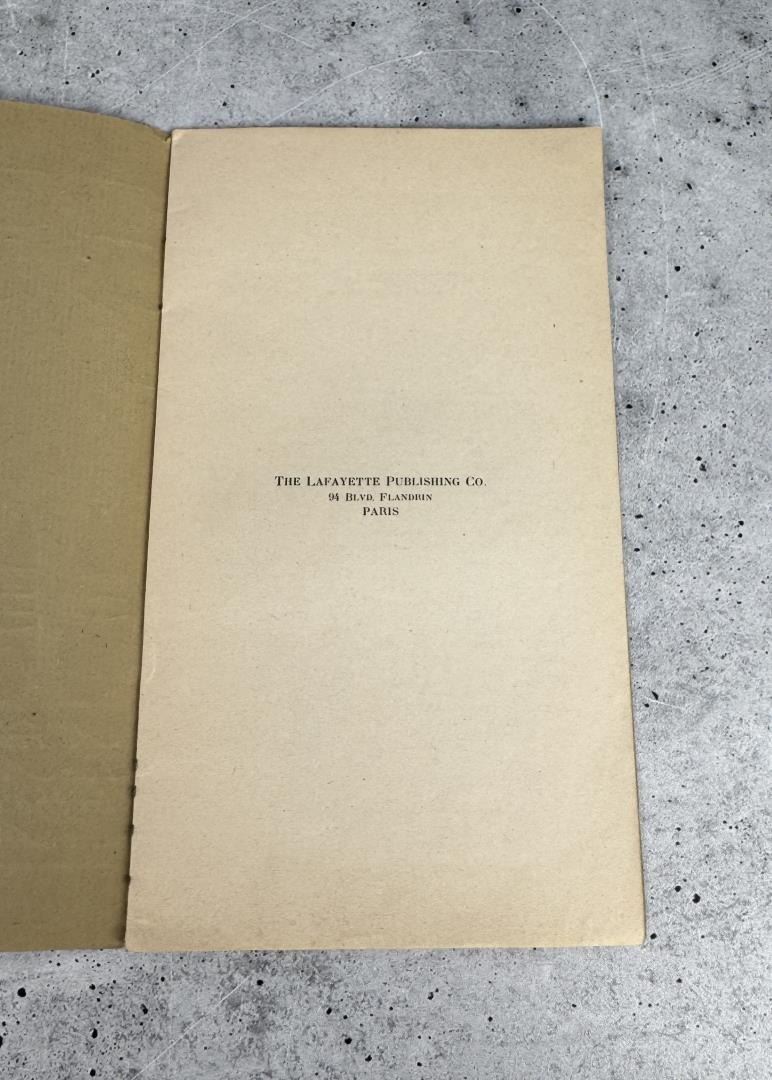 The Lafayette Publishing Co.
94 Blvd. Flandrin
PARIS